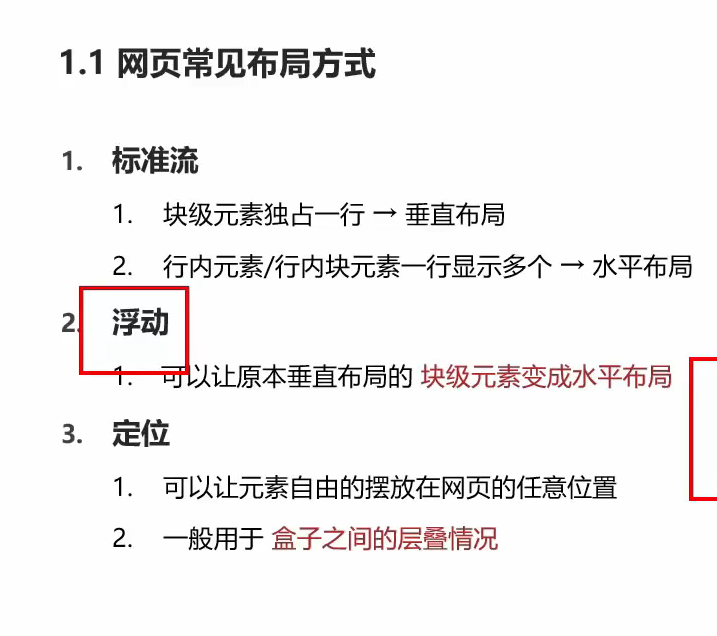 1.1 网页常见布局方式
1. 标准流
1. 块级元素独占一行 → 垂直布局
2. 行内元素/行内块元素一行显示多个 → 水平布局
2. 浮动
1. 可以让原本垂直布局的 块级元素变成水平布局
3. 定位
1. 可以让元素自由的摆放在网页的任意位置
2. 一般用于 盒子之间的层叠情况